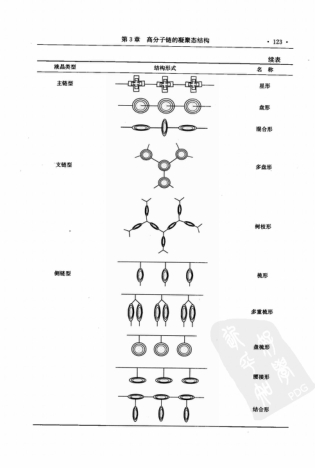 第3章 高分子链的凝聚态结构 · 123 ·
续表
液晶类型 结构形式 名 称
主链型 星形
盘形
混合形
支链型 多盘形
树枝形
侧链型 梳形
多重梳形
盘梳形
腰接形
结合形
PDG